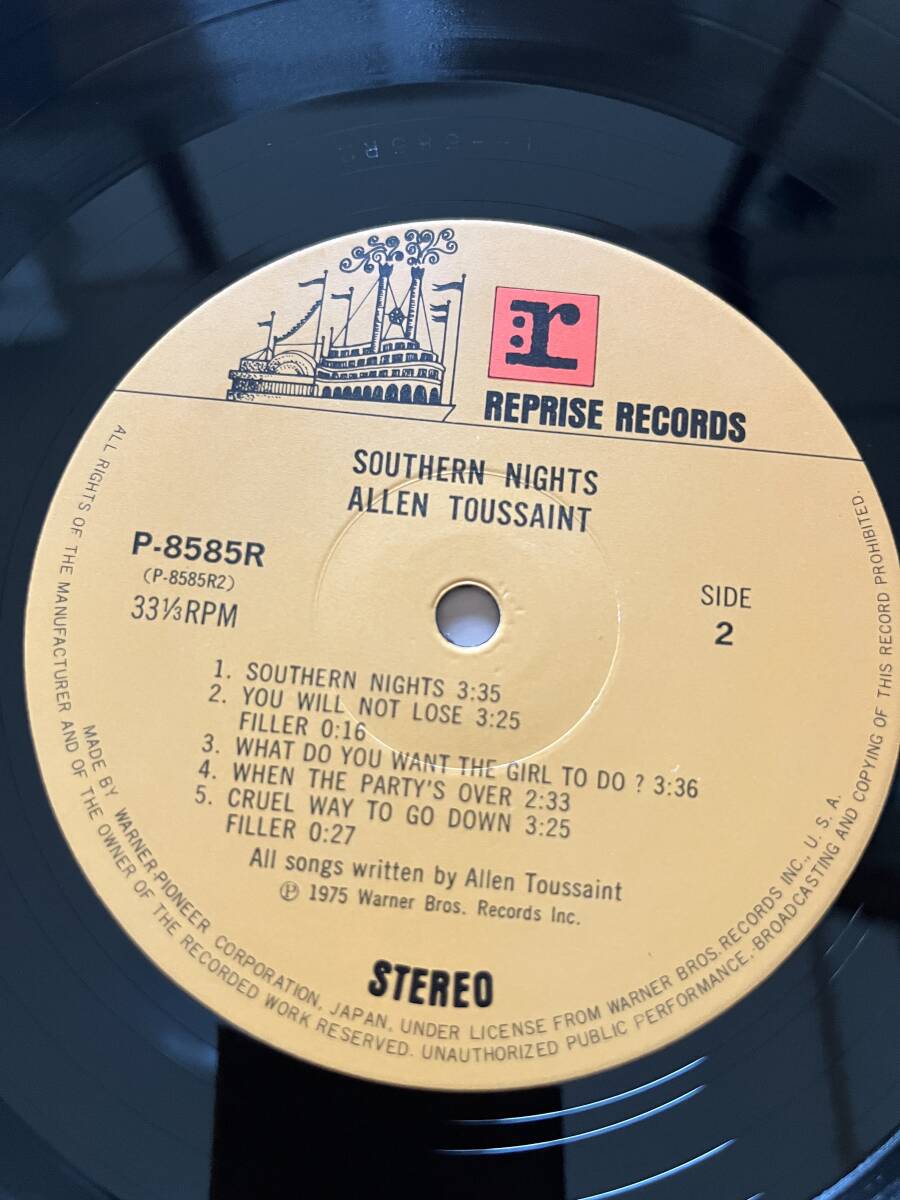 r
REPRISE RECORDS
SOUTHERN NIGHTS
ALLEN TOUSSAINT
P-8585R
(P-8585R2)
33⅓RPM
SIDE
2
1. SOUTHERN NIGHTS 3:35
2. YOU WILL NOT LOSE 3:25
FILLER 0:16
3. WHAT DO YOU WANT THE GIRL TO DO ? 3:36
4. WHEN THE PARTY'S OVER 2:33
5. CRUEL WAY TO GO DOWN 3:25
FILLER 0:27
All songs written by Allen Toussaint
Ⓟ 1975 Warner Bros. Records Inc.
STEREO
MADE BY WARNER-PIONEER CORPORATION, JAPAN, UNDER LICENSE FROM WARNER BROS. RECORDS INC., U. S. A.
ALL RIGHTS OF THE MANUFACTURER AND OF THE OWNER OF THE RECORDED WORK RESERVED. UNAUTHORIZED PUBLIC PERFORMANCE, BROADCASTING AND COPYING OF THIS RECORD PROHIBITED.